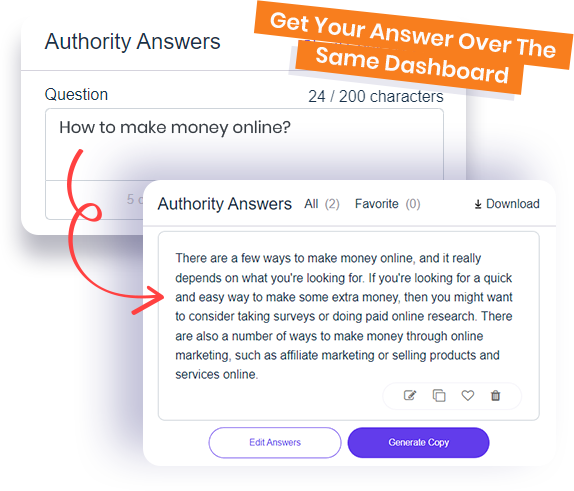 Get Your Answer Over The
Same Dashboard
Authority Answers
Question
24 / 200 characters
How to make money online?
5
Authority Answers
All (2)
Favorite (0)
Download
There are a few ways to make money online, and it really
depends on what you're looking for. If you're looking for a quick
and easy way to make some extra money, then you might want
to consider taking surveys or doing paid online research. There
are also a number of ways to make money through online
marketing, such as affiliate marketing or selling products and
services online.
Edit Answers
Generate Copy